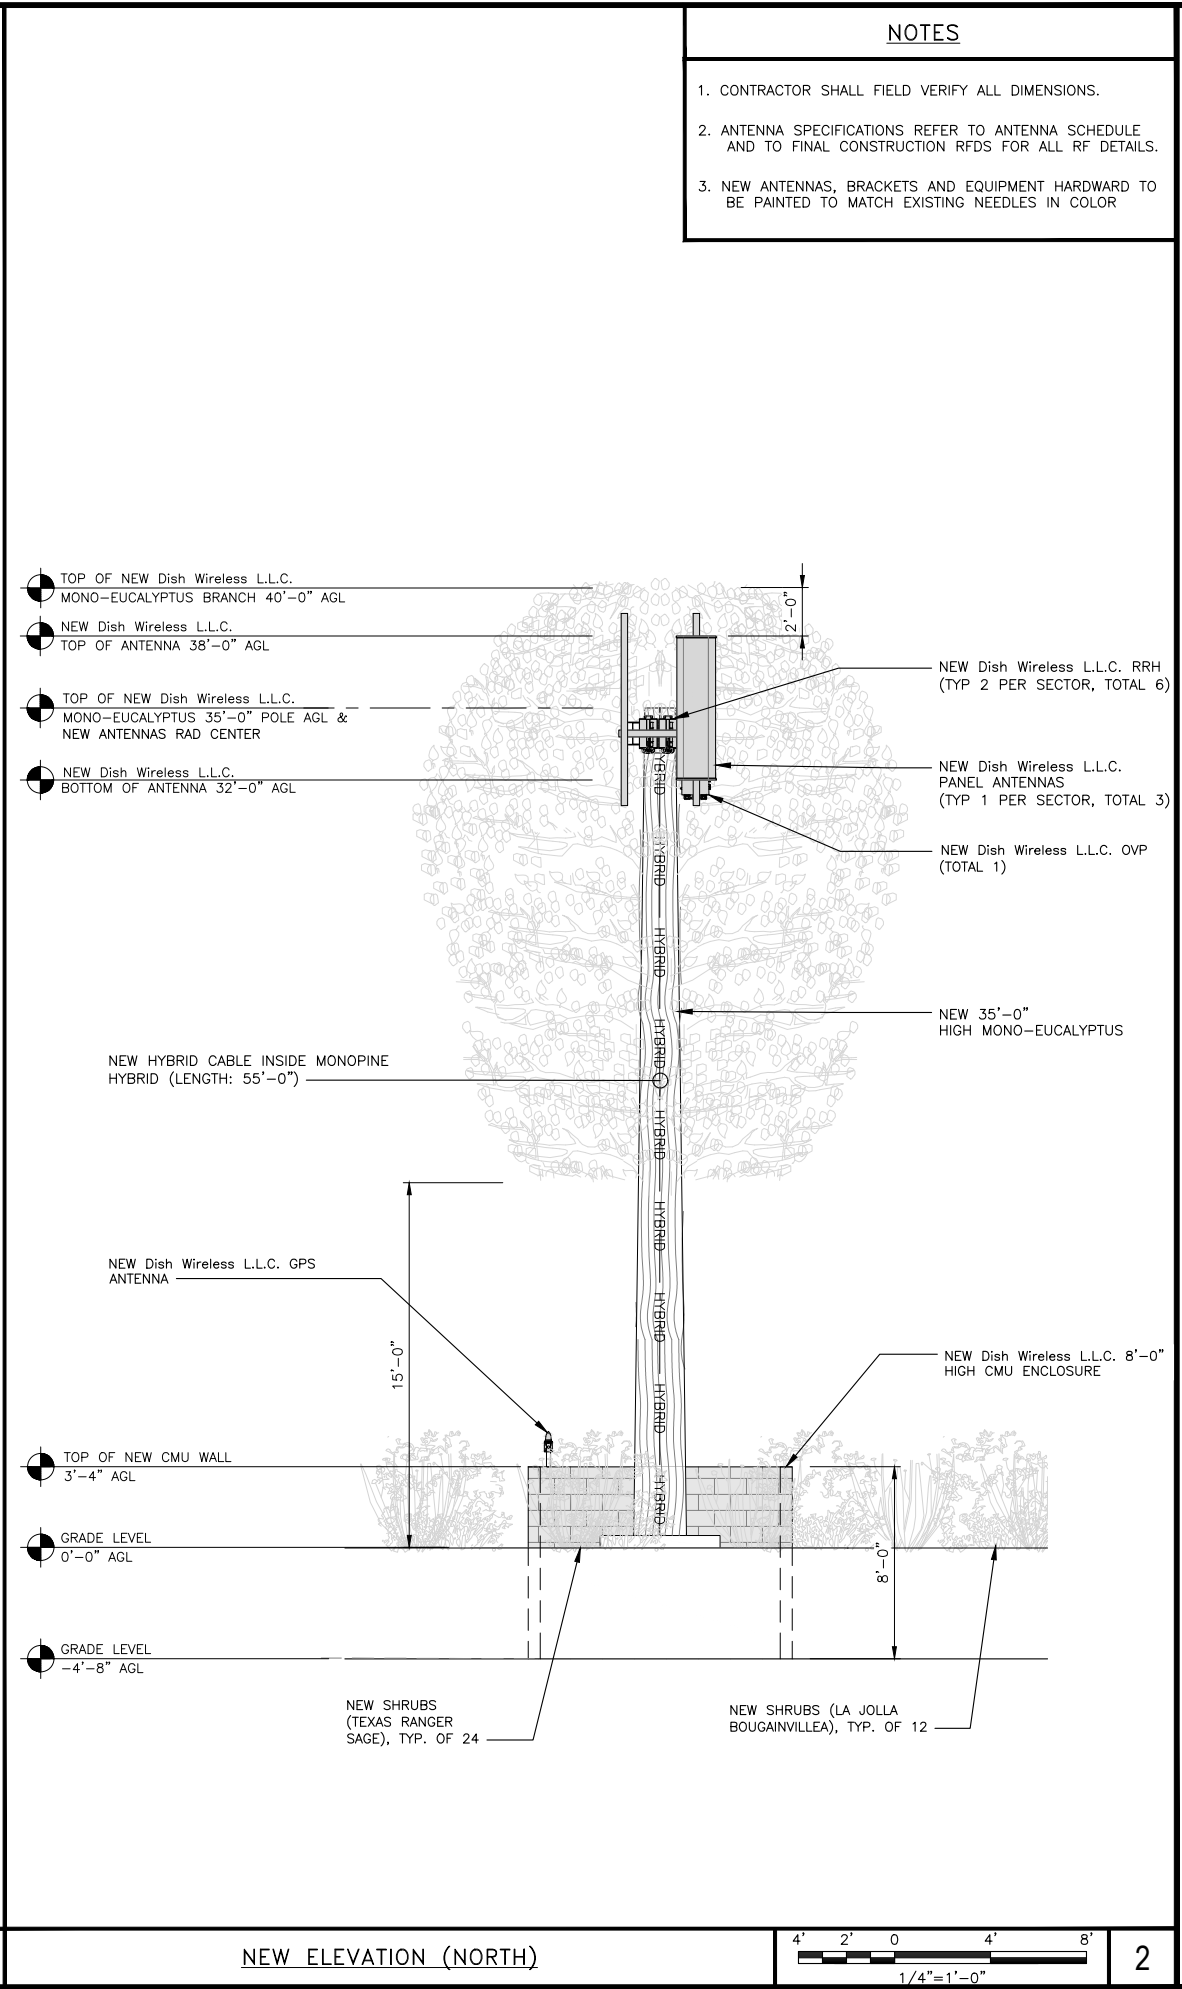 NOTES
1. CONTRACTOR SHALL FIELD VERIFY ALL DIMENSIONS.
2. ANTENNA SPECIFICATIONS REFER TO ANTENNA SCHEDULE
AND TO FINAL CONSTRUCTION RFDS FOR ALL RF DETAILS.
3. NEW ANTENNAS, BRACKETS AND EQUIPMENT HARDWARD TO
BE PAINTED TO MATCH EXISTING NEEDLES IN COLOR
TOP OF NEW Dish Wireless L.L.C.
MONO-EUCALYPTUS BRANCH 40'-0" AGL
2'-0"
NEW Dish Wireless L.L.C.
TOP OF ANTENNA 38'-0" AGL
NEW Dish Wireless L.L.C. RRH
(TYP 2 PER SECTOR, TOTAL 6)
TOP OF NEW Dish Wireless L.L.C.
MONO-EUCALYPTUS 35'-0" POLE AGL &
NEW ANTENNAS RAD CENTER
NEW Dish Wireless L.L.C.
BOTTOM OF ANTENNA 32'-0" AGL
NEW Dish Wireless L.L.C.
PANEL ANTENNAS
(TYP 1 PER SECTOR, TOTAL 3)
NEW Dish Wireless L.L.C. OVP
(TOTAL 1)
HYBRID
HYBRID
HYBRID
HYBRID
HYBRID
HYBRID
HYBRID
HYBRID
HYBRID
NEW 35'-0"
HIGH MONO-EUCALYPTUS
NEW HYBRID CABLE INSIDE MONOPINE
HYBRID (LENGTH: 55'-0")
NEW Dish Wireless L.L.C. GPS
ANTENNA
15'-0"
NEW Dish Wireless L.L.C. 8'-0"
HIGH CMU ENCLOSURE
TOP OF NEW CMU WALL
3'-4" AGL
GRADE LEVEL
0'-0" AGL
8'-0"
GRADE LEVEL
-4'-8" AGL
NEW SHRUBS
(TEXAS RANGER
SAGE), TYP. OF 24
NEW SHRUBS (LA JOLLA
BOUGAINVILLEA), TYP. OF 12
NEW ELEVATION (NORTH)
4' 2' 0 4' 8'
1/4"=1'-0"
2